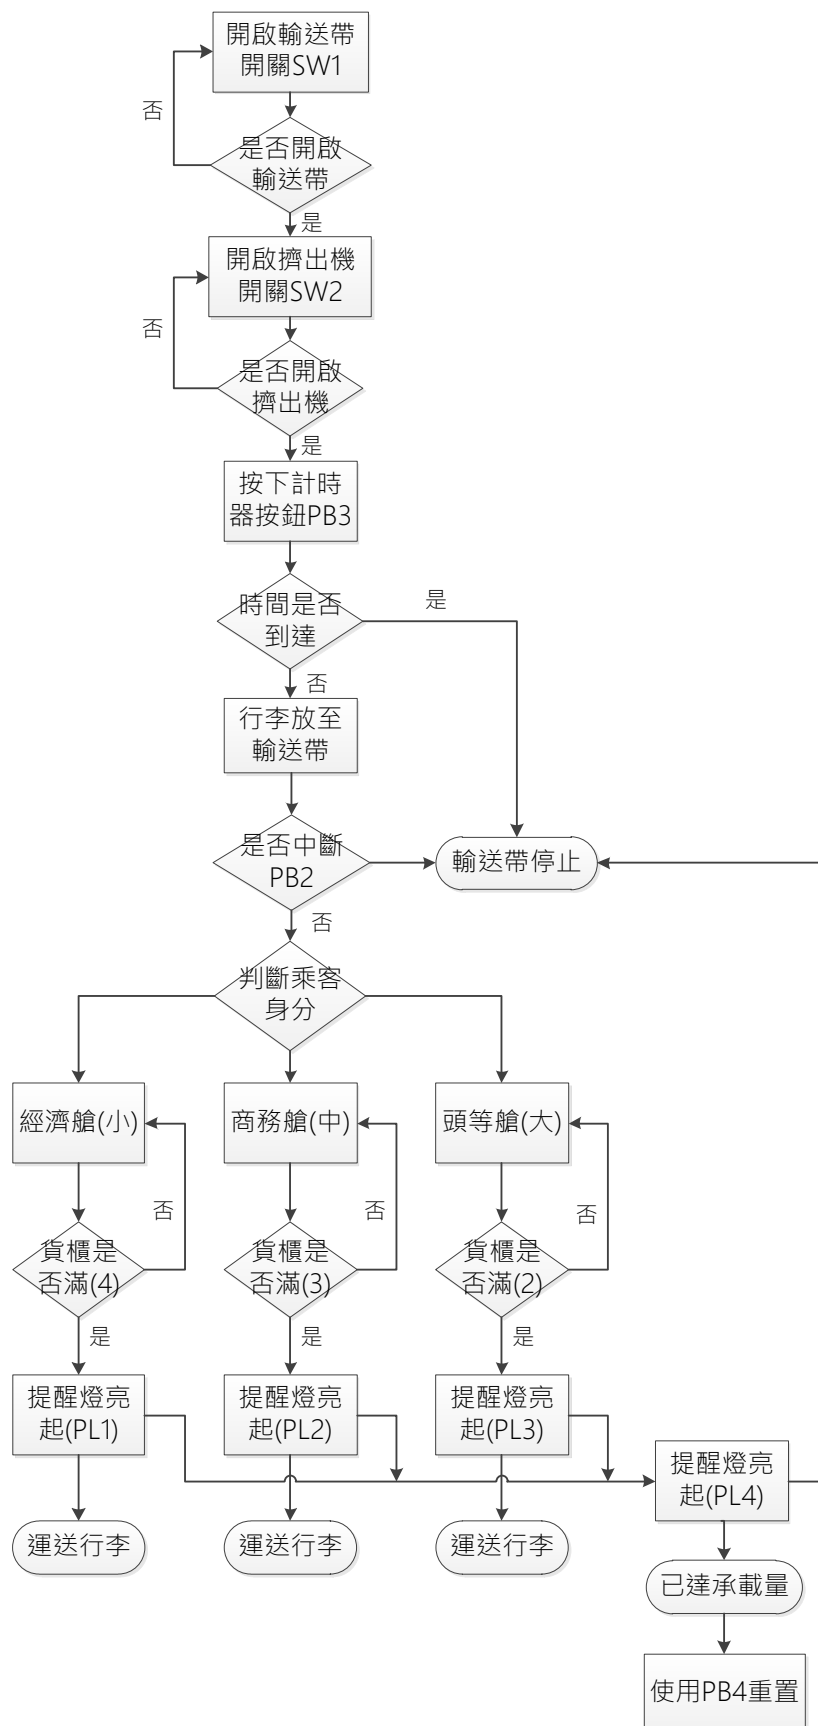 開啟輸送帶
開關SW1
否
是否開啟
輸送帶
是
開啟擠出機
開關SW2
否
是否開啟
擠出機
是
按下計時
器按鈕PB3
時間是否
到達
是
否
行李放至
輸送帶
是否中斷
PB2
輸送帶停止
否
判斷乘客
身分
經濟艙(小)
商務艙(中)
頭等艙(大)
否
否
否
貨櫃是
否滿(4)
貨櫃是
否滿(3)
貨櫃是
否滿(2)
是
是
是
提醒燈亮
起(PL1)
提醒燈亮
起(PL2)
提醒燈亮
起(PL3)
提醒燈亮
起(PL4)
運送行李
運送行李
運送行李
已達承載量
使用PB4重置